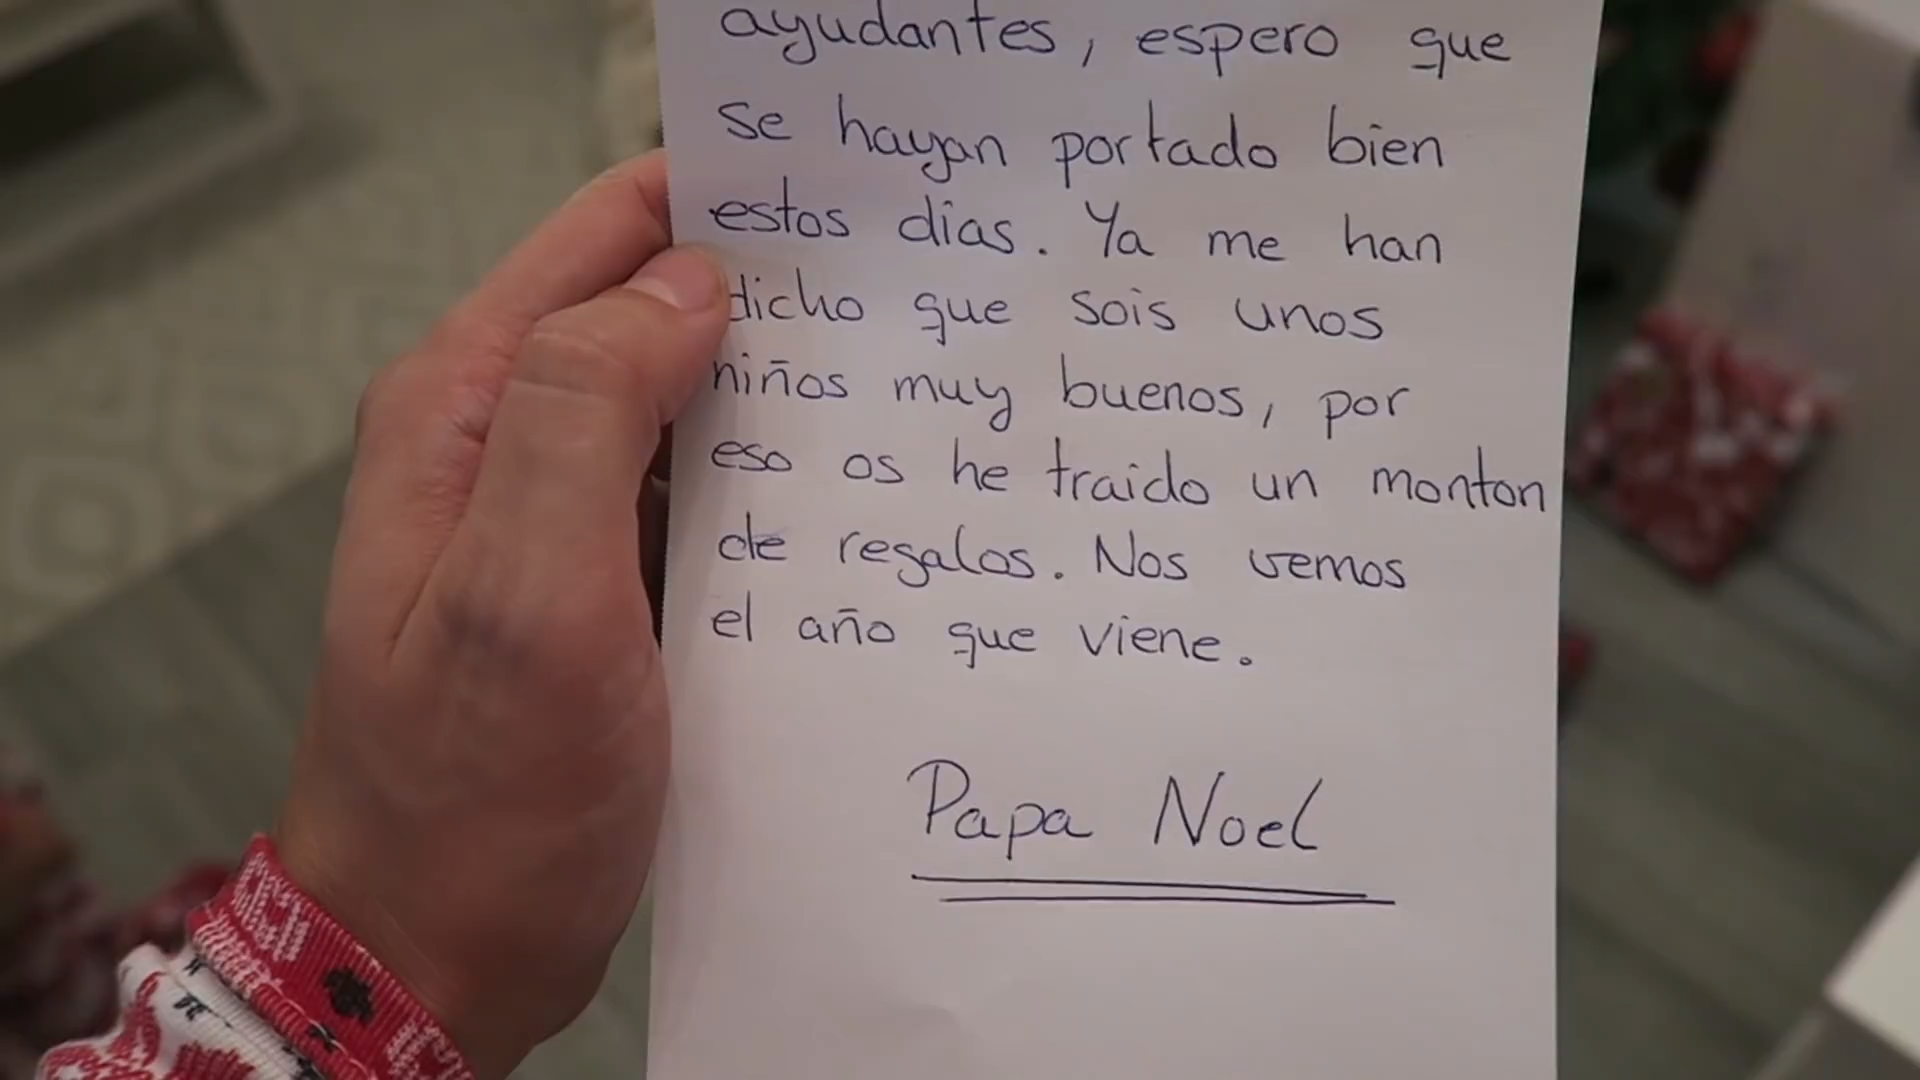 ayudantes, espero que
se hayan portado bien
estos dias. Ya me han
dicho que sois unos
niños muy buenos, por
eso os he traido un monton
de regalos. Nos vemos
el año que viene.
Papa Noel